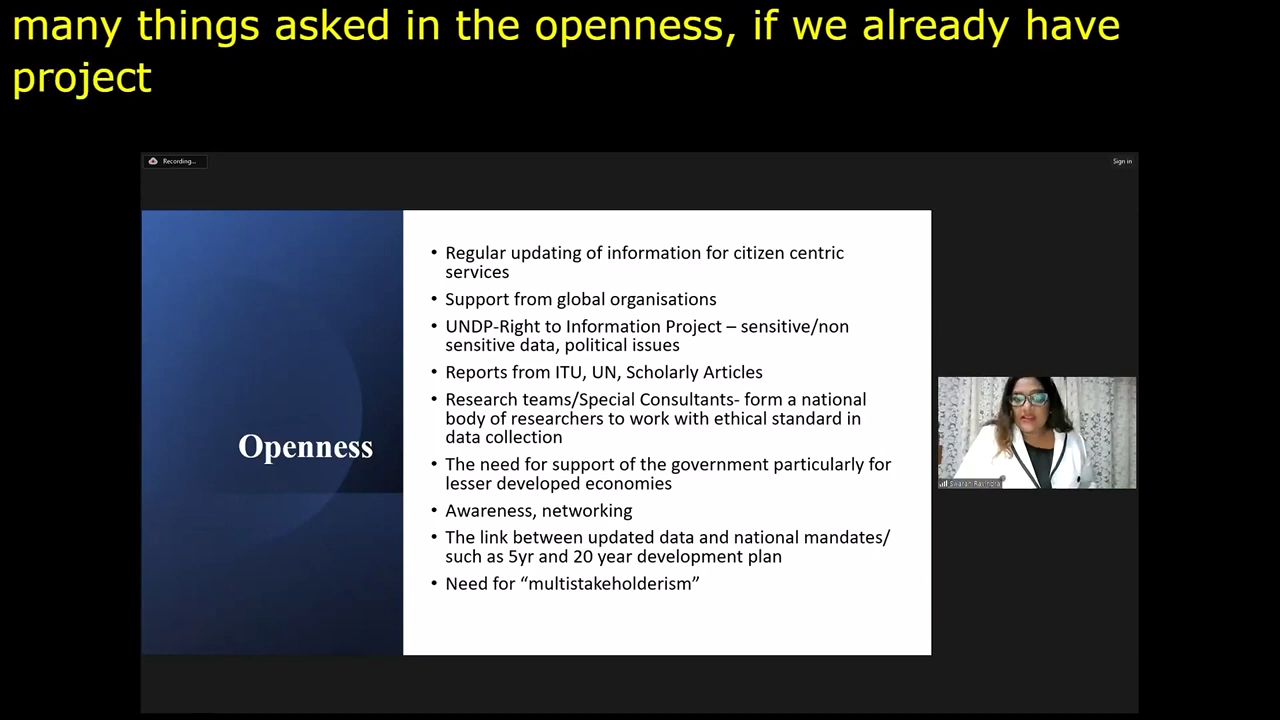 many things asked in the openness, if we already have
project
Recording...
Sign in
Openness
• Regular updating of information for citizen centric
services
• Support from global organisations
• UNDP-Right to Information Project – sensitive/non
sensitive data, political issues
• Reports from ITU, UN, Scholarly Articles
• Research teams/Special Consultants- form a national
body of researchers to work with ethical standard in
data collection
• The need for support of the government particularly for
lesser developed economies
• Awareness, networking
• The link between updated data and national mandates/
such as 5yr and 20 year development plan
• Need for “multistakeholderism”
Swaran Ravindra